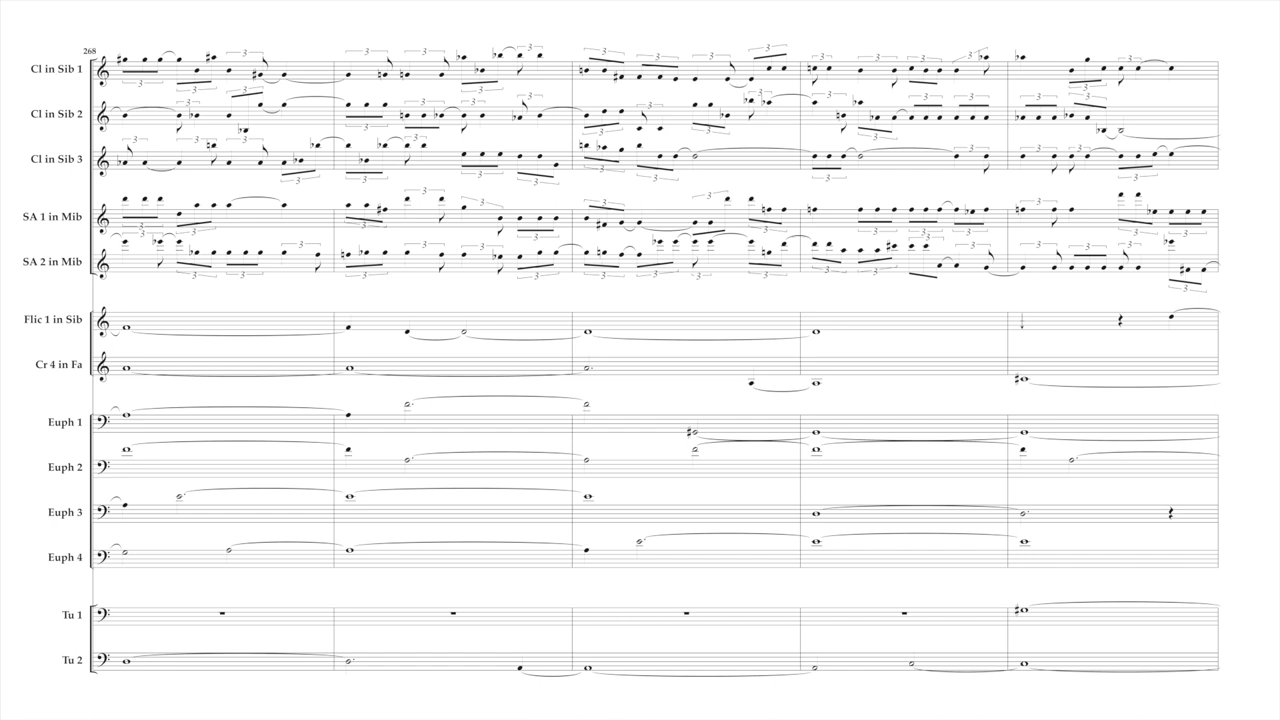 268
Cl in Sib 1
Cl in Sib 2
Cl in Sib 3
SA 1 in Mib
SA 2 in Mib
Flic 1 in Sib
Cr 4 in Fa
Euph 1
Euph 2
Euph 3
Euph 4
Tu 1
Tu 2